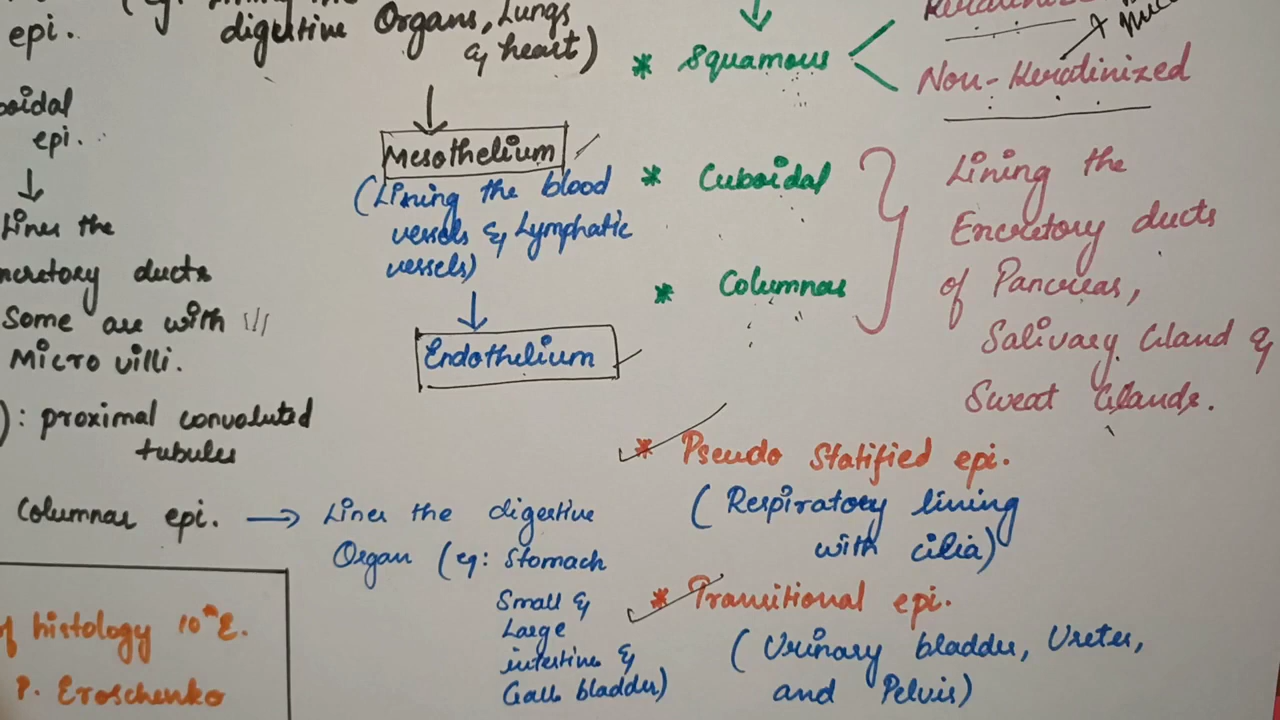 epi.
digestive Organs, Lungs
& heart)
boidal
epi.
Lines the
ncretory ducts
Some are with
Micro villi.
): proximal convoluted
tubules
Mesothelium
(Lining the blood
vessels & Lymphatic
vessels)
Endothelium
* Squamous
Non-Keratinized
* Cuboidal
* Columnar
Lining the
Encretory ducts
of Pancreas,
Salivary Gland &
Sweat Glands.
* Pseudo Statified epi.
(Respiratory lining
with cilia)
* Transitional epi.
(Urinary bladder, Ureter,
and Pelvis)
Columnar epi. → Lines the digestive
Organ (eg: Stomach
Small &
Large
intestine &
Gall bladder)
of histology 10th E.
P. Eroschenko